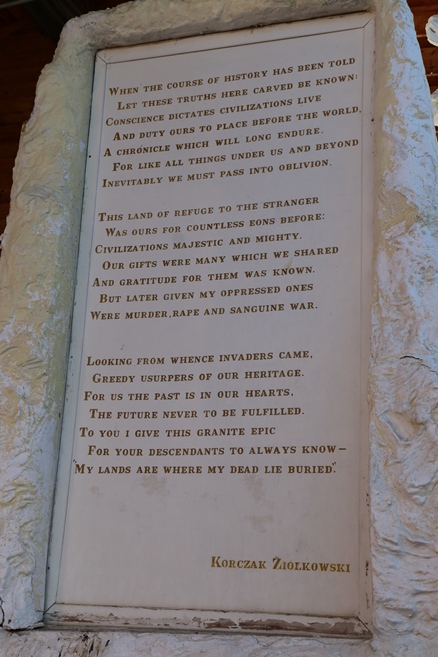 When the course of history has been told
Let these truths here carved be known:
Conscience dictates civilizations live
And duty ours to place before the world,
A chronicle which will long endure.
For like all things under us and beyond
Inevitably we must pass into oblivion.
This land of refuge to the stranger
Was ours for countless eons before:
Civilizations majestic and mighty.
Our gifts were many which we shared
And gratitude for them was known.
But later given my oppressed ones
Were murder, rape and sanguine war.
Looking from whence invaders came,
Greedy usurpers of our heritage.
For us the past is in our hearts,
The future never to be fulfilled.
To you I give this granite epic
For your descendants to always know—
"My lands are where my dead lie buried."
Korczak Ziolkowski